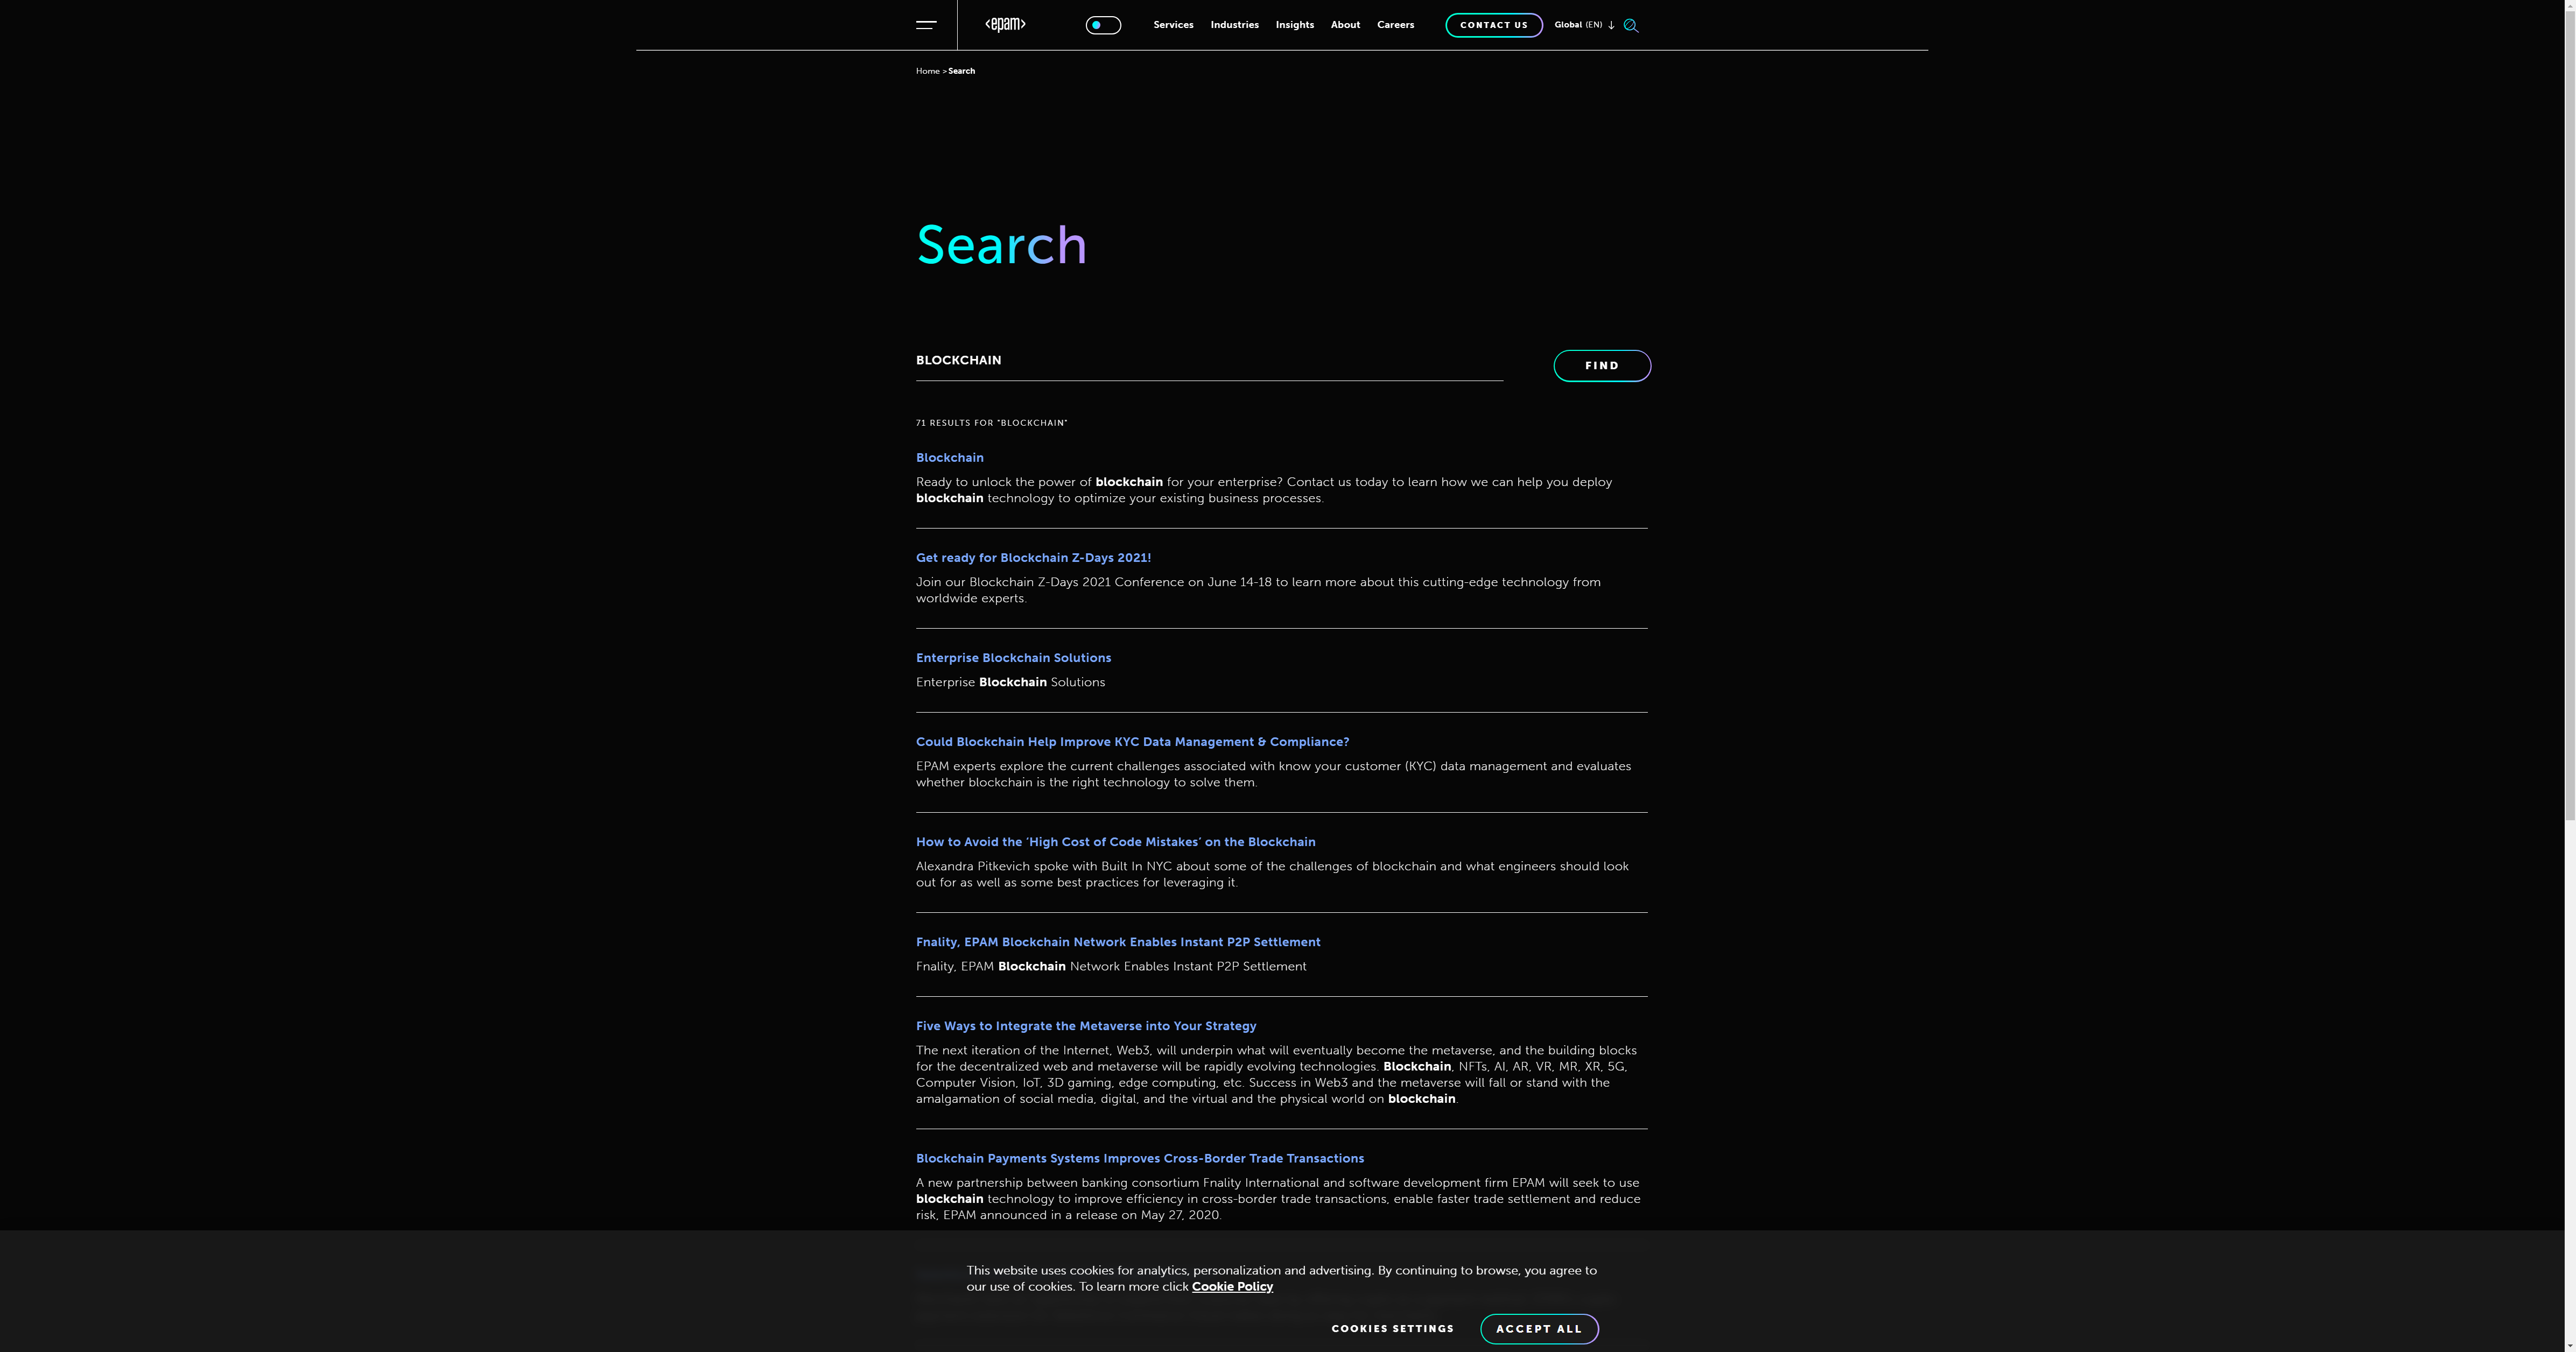 <epam>
Services Industries Insights About Careers CONTACT US Global (EN)
Home > Search
Search
BLOCKCHAIN
FIND
71 RESULTS FOR "BLOCKCHAIN"
Blockchain
Ready to unlock the power of blockchain for your enterprise? Contact us today to learn how we can help you deploy
blockchain technology to optimize your existing business processes.
Get ready for Blockchain Z-Days 2021!
Join our Blockchain Z-Days 2021 Conference on June 14-18 to learn more about this cutting-edge technology from
worldwide experts.
Enterprise Blockchain Solutions
Enterprise Blockchain Solutions
Could Blockchain Help Improve KYC Data Management & Compliance?
EPAM experts explore the current challenges associated with know your customer (KYC) data management and evaluates
whether blockchain is the right technology to solve them.
How to Avoid the ‘High Cost of Code Mistakes’ on the Blockchain
Alexandra Pitkevich spoke with Built In NYC about some of the challenges of blockchain and what engineers should look
out for as well as some best practices for leveraging it.
Fnality, EPAM Blockchain Network Enables Instant P2P Settlement
Fnality, EPAM Blockchain Network Enables Instant P2P Settlement
Five Ways to Integrate the Metaverse into Your Strategy
The next iteration of the Internet, Web3, will underpin what will eventually become the metaverse, and the building blocks
for the decentralized web and metaverse will be rapidly evolving technologies. Blockchain, NFTs, AI, AR, VR, MR, XR, 5G,
Computer Vision, IoT, 3D gaming, edge computing, etc. Success in Web3 and the metaverse will fall or stand with the
amalgamation of social media, digital, and the virtual and the physical world on blockchain.
Blockchain Payments Systems Improves Cross-Border Trade Transactions
A new partnership between banking consortium Fnality International and software development firm EPAM will seek to use
blockchain technology to improve efficiency in cross-border trade transactions, enable faster trade settlement and reduce
risk, EPAM announced in a release on May 27, 2020.
This website uses cookies for analytics, personalization and advertising. By continuing to browse, you agree to
our use of cookies. To learn more click Cookie Policy
COOKIES SETTINGS ACCEPT ALL